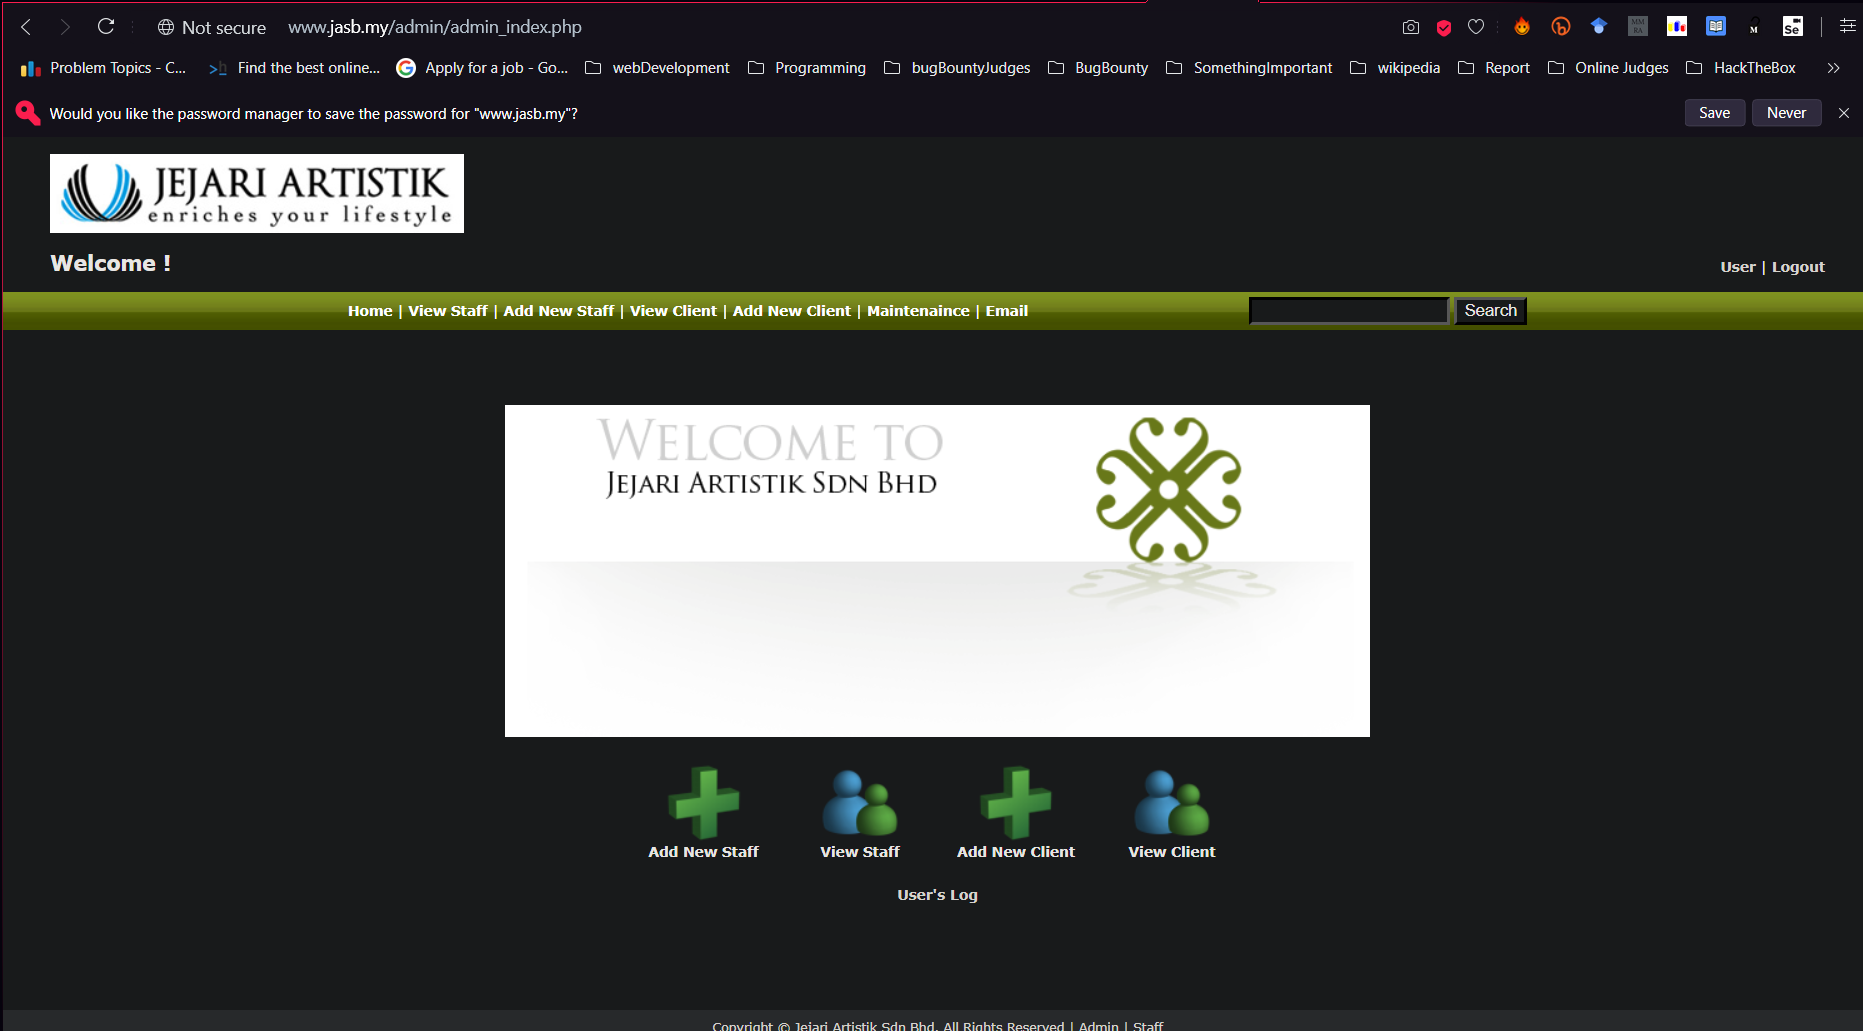 Not secure www.jasb.my/admin/admin_index.php
Problem Topics - C... Find the best online... Apply for a job - Go... webDevelopment Programming bugBountyJudges BugBounty SomethingImportant wikipedia Report Online Judges HackTheBox
Would you like the password manager to save the password for "www.jasb.my"? Save Never
JEJARI ARTISTIK
enriches your lifestyle
Welcome !
User | Logout
Home | View Staff | Add New Staff | View Client | Add New Client | Maintenaince | Email Search
WELCOME TO
JEJARI ARTISTIK SDN BHD
Add New Staff View Staff Add New Client View Client
User's Log
Copyright © Jejari Artistik Sdn Bhd. All Rights Reserved | Admin | Staff